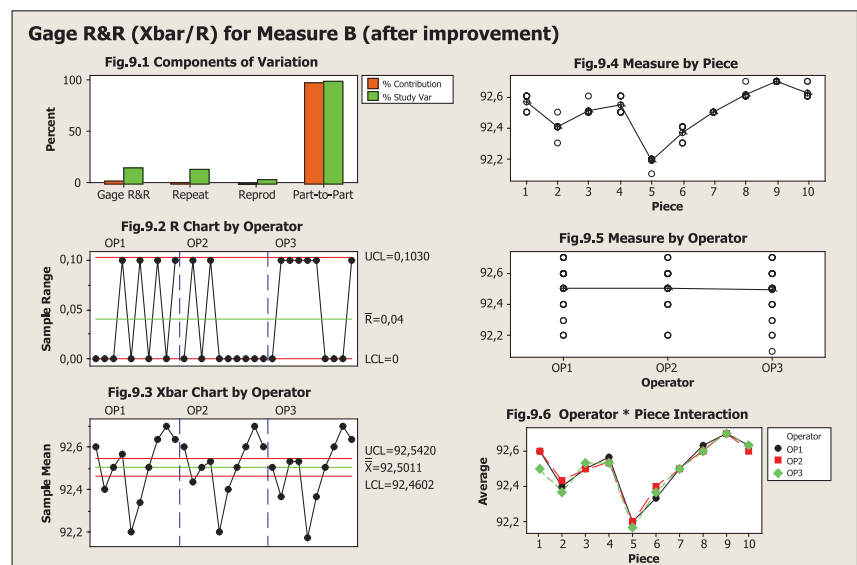 Gage R&R (Xbar/R) for Measure B (after improvement)
Fig.9.1 Components of Variation
100
50
0
Percent
Gage R&R Repeat Reprod Part-to-Part
% Contribution
% Study Var
Fig.9.2 R Chart by Operator
OP1 OP2 OP3
0,10
0,05
0,00
Sample Range
UCL=0,1030
R=0,04
LCL=0
Fig.9.3 Xbar Chart by Operator
OP1 OP2 OP3
92,6
92,4
92,2
Sample Mean
UCL=92,5420
X=92,5011
LCL=92,4602
Fig.9.4 Measure by Piece
92,6
92,4
92,2
1 2 3 4 5 6 7 8 9 10
Piece
Fig.9.5 Measure by Operator
92,6
92,4
92,2
OP1 OP2 OP3
Operator
Fig.9.6 Operator * Piece Interaction
92,6
92,4
92,2
Average
1 2 3 4 5 6 7 8 9 10
Piece
Operator
OP1
OP2
OP3